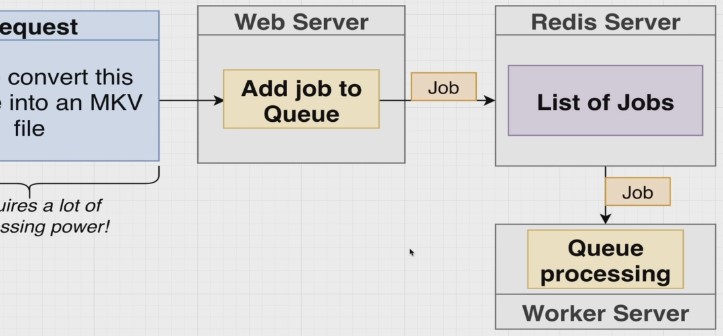 equest
convert this
into an MKV
file
uires a lot of
ssing power!
Web Server
Add job to
Queue
Job
Redis Server
List of Jobs
Job
Queue
processing
Worker Server